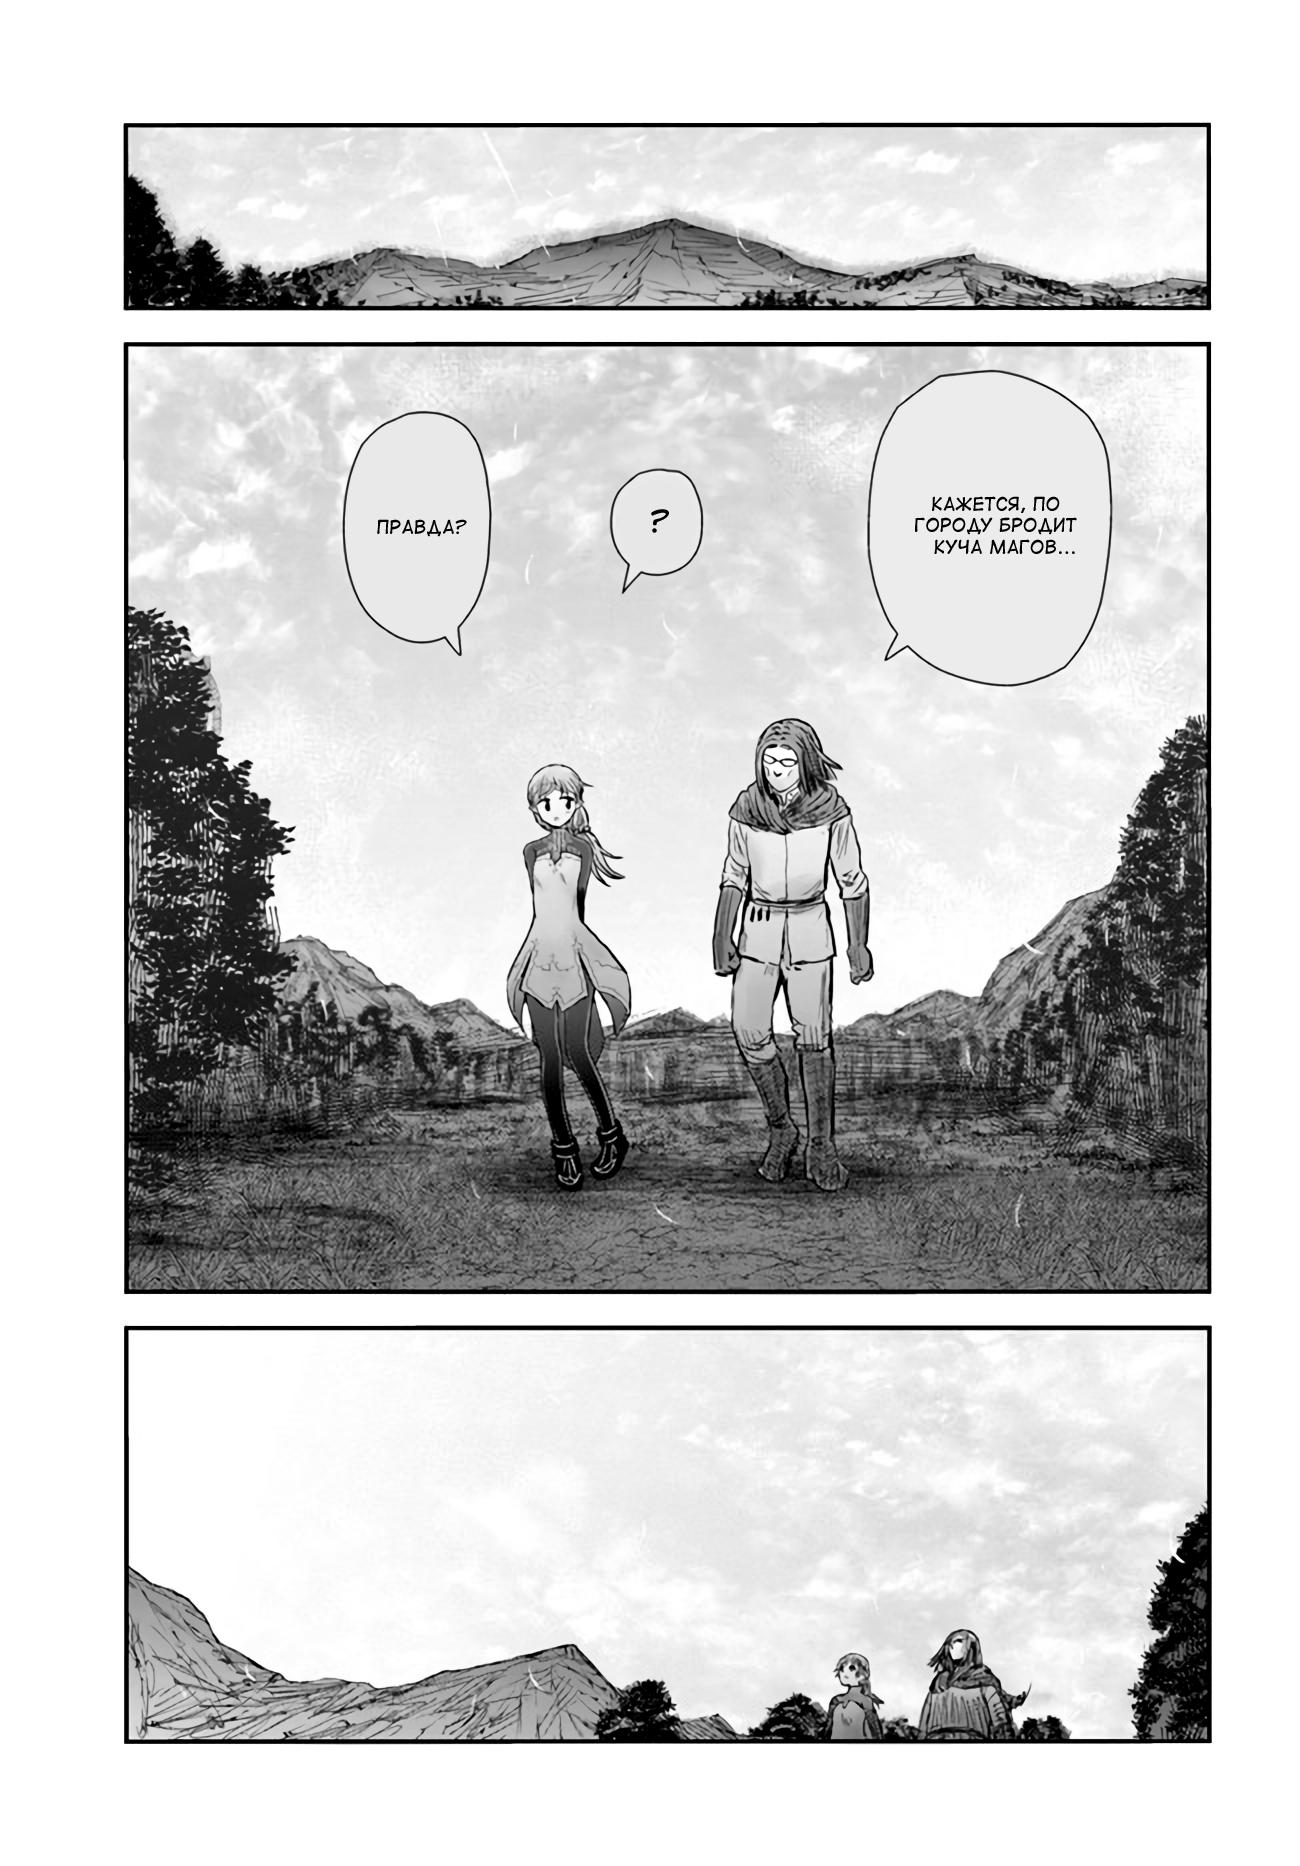 КАЖЕТСЯ, ПО
ГОРОДУ БРОДИТ
КУЧА МАГОВ...
?
ПРАВДА?